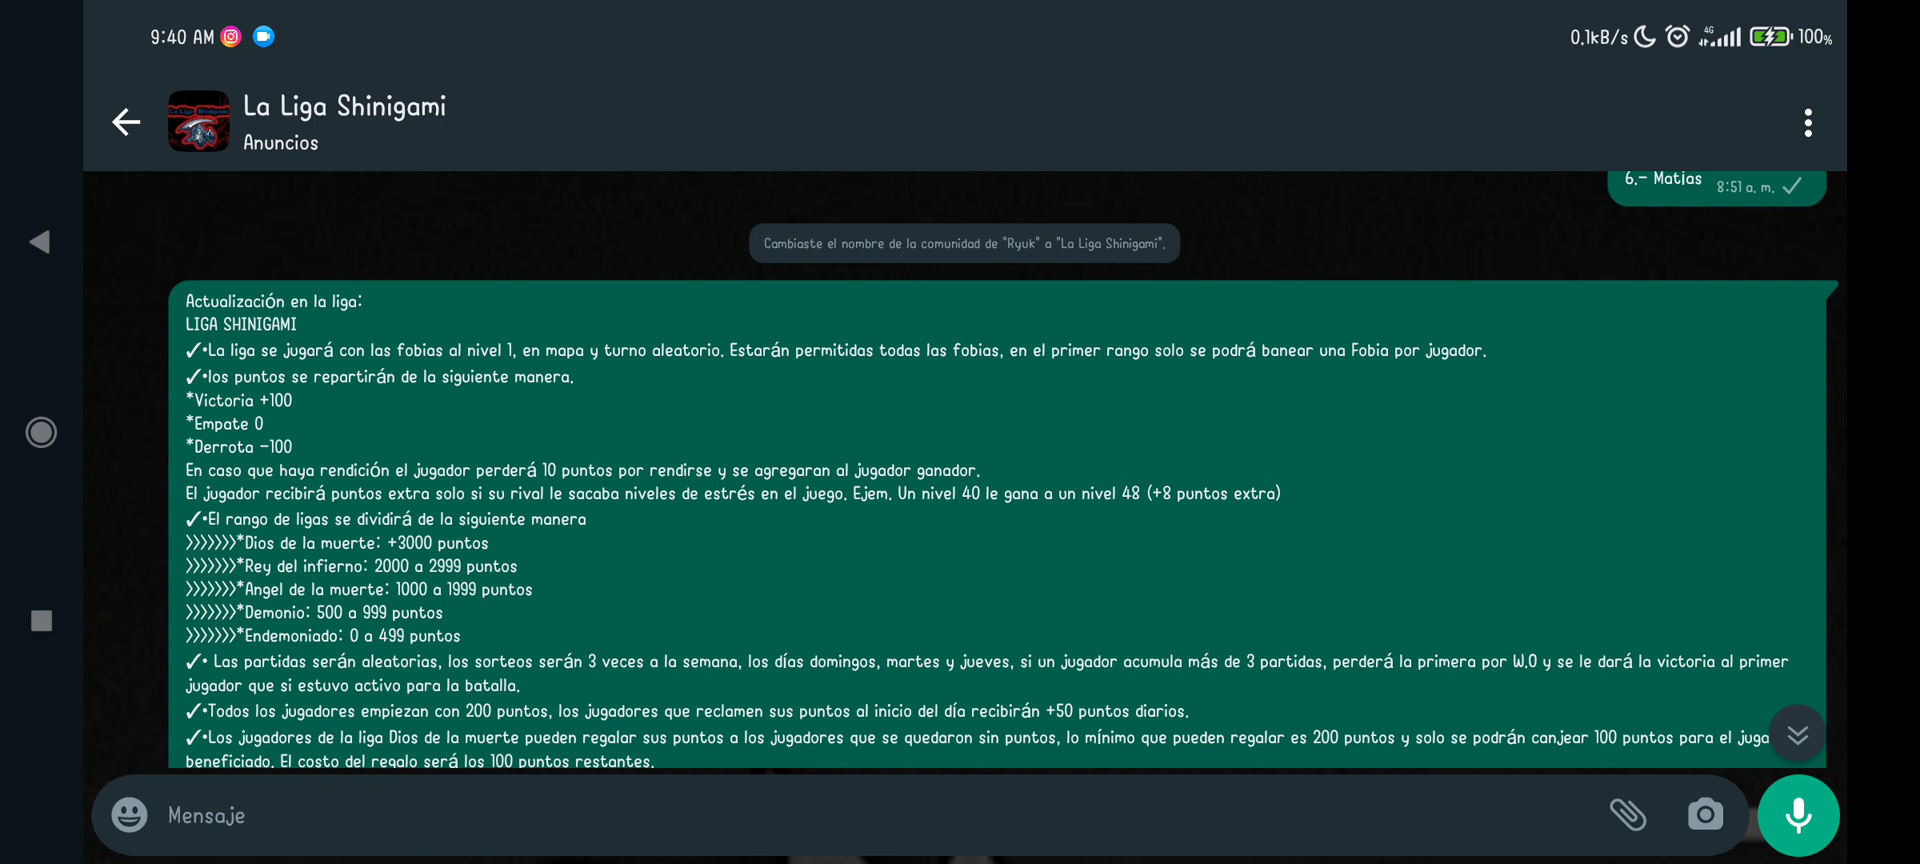 9:40 AM
0.1kB/s 4G 100%
La Liga Shinigami
Anuncios
6.- Matías 8:51 a. m.
Cambiaste el nombre de la comunidad de "Ryuk" a "La Liga Shinigami".
Actualización en la liga:
LIGA SHINIGAMI
✓•La liga se jugará con las fobias al nivel 1, en mapa y turno aleatorio. Estarán permitidas todas las fobias, en el primer rango solo se podrá banear una Fobia por jugador.
✓•los puntos se repartirán de la siguiente manera.
*Victoria +100
*Empate 0
*Derrota -100
En caso que haya rendición el jugador perderá 10 puntos por rendirse y se agregaran al jugador ganador.
El jugador recibirá puntos extra solo si su rival le sacaba niveles de estrés en el juego. Ejem. Un nivel 40 le gana a un nivel 48 (+8 puntos extra)
✓•El rango de ligas se dividirá de la siguiente manera
>>>>>>>*Dios de la muerte: +3000 puntos
>>>>>>>*Rey del infierno: 2000 a 2999 puntos
>>>>>>>*Angel de la muerte: 1000 a 1999 puntos
>>>>>>>*Demonio: 500 a 999 puntos
>>>>>>>*Endemoniado: 0 a 499 puntos
✓• Las partidas serán aleatorias, los sorteos serán 3 veces a la semana, los días domingos, martes y jueves, si un jugador acumula más de 3 partidas, perderá la primera por W.O y se le dará la victoria al primer
jugador que si estuvo activo para la batalla.
✓•Todos los jugadores empiezan con 200 puntos, los jugadores que reclamen sus puntos al inicio del día recibirán +50 puntos diarios.
✓•Los jugadores de la liga Dios de la muerte pueden regalar sus puntos a los jugadores que se quedaron sin puntos, lo mínimo que pueden regalar es 200 puntos y solo se podrán canjear 100 puntos para el juga
beneficiado. El costo del regalo será los 100 puntos restantes.
Mensaje